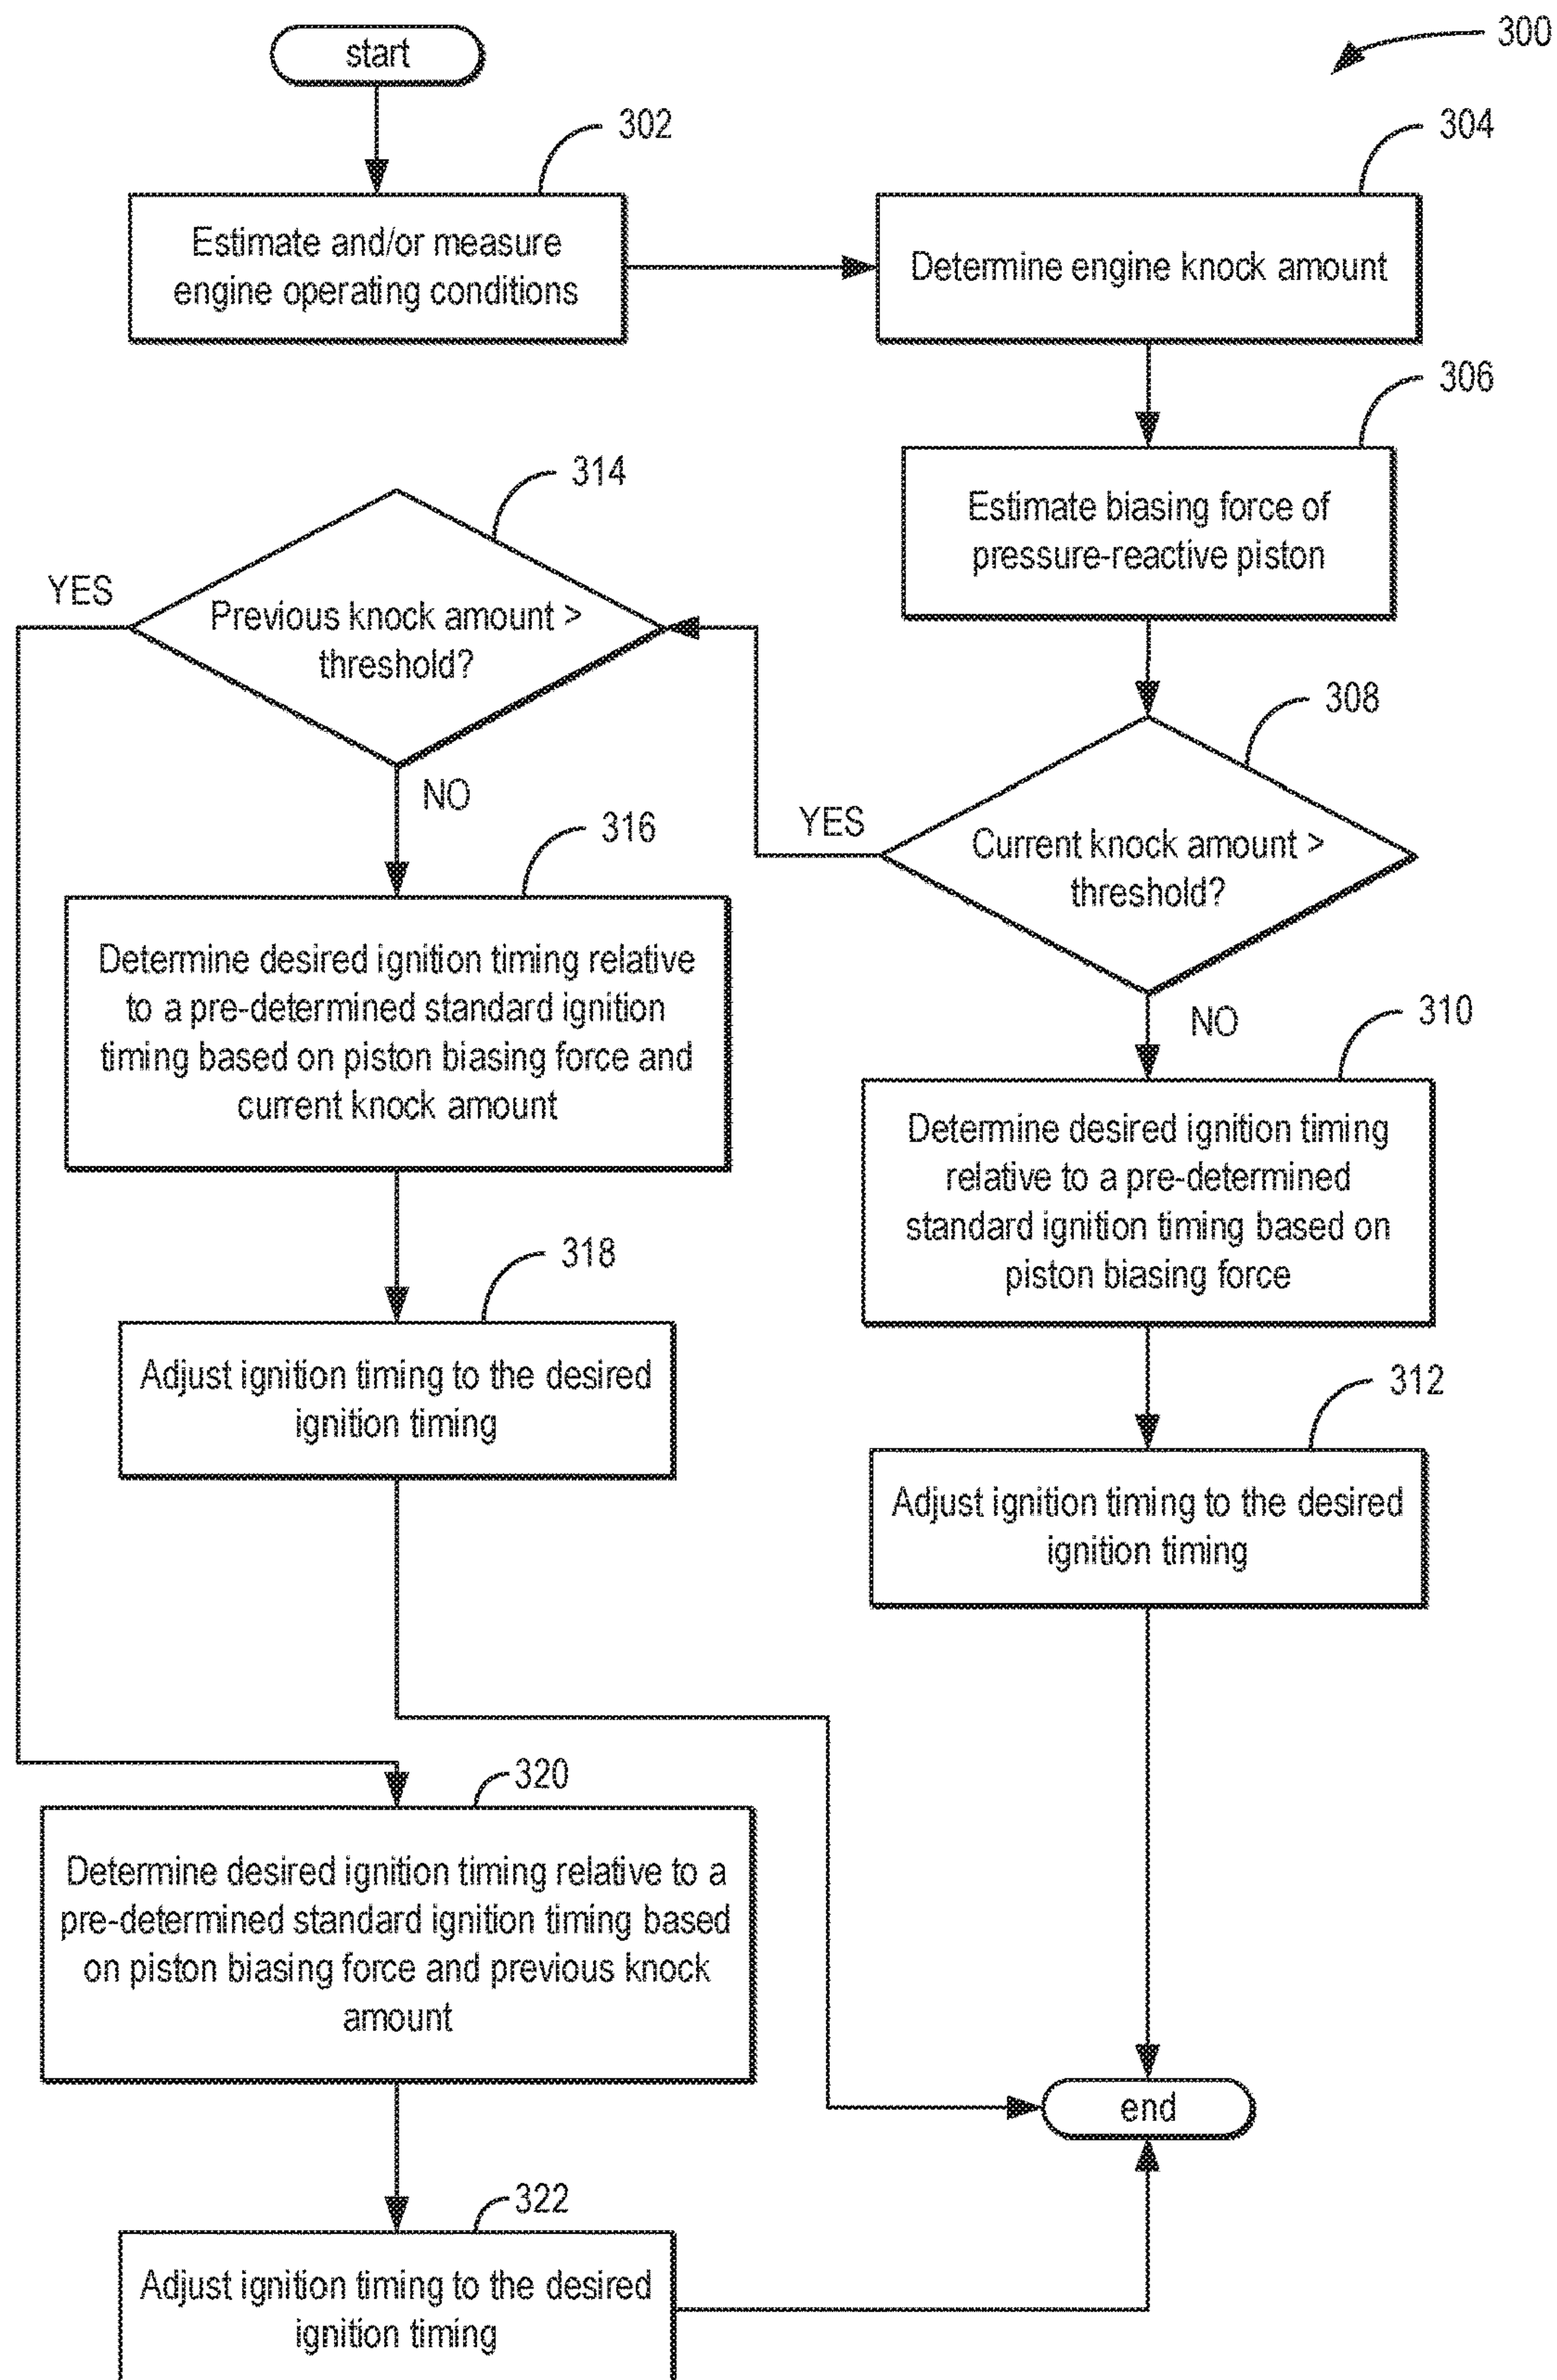 start
300
302
304
Estimate and/or measure
engine operating conditions
Determine engine knock amount
306
Estimate biasing force of
pressure-reactive piston
314
YES
Previous knock amount >
threshold?
NO
308
YES
Current knock amount >
threshold?
NO
316
Determine desired ignition timing relative
to a pre-determined standard ignition
timing based on piston biasing force and
current knock amount
310
Determine desired ignition timing
relative to a pre-determined
standard ignition timing based on
piston biasing force
318
Adjust ignition timing to the desired
ignition timing
312
Adjust ignition timing to the desired
ignition timing
320
Determine desired ignition timing relative to a
pre-determined standard ignition timing based
on piston biasing force and previous knock
amount
end
322
Adjust ignition timing to the desired
ignition timing